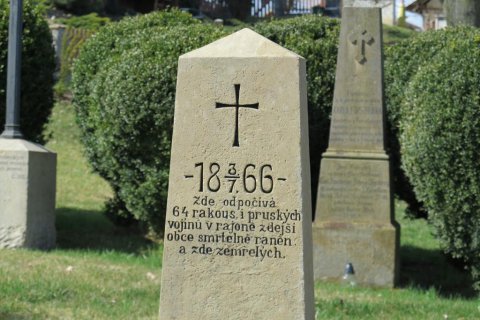 -18 3/7 66-
Zde odpočívá
64 rakous. i pruských
vojínů v rajoně zdejší
obce smrtelně raněn.
a zde zemřelých.